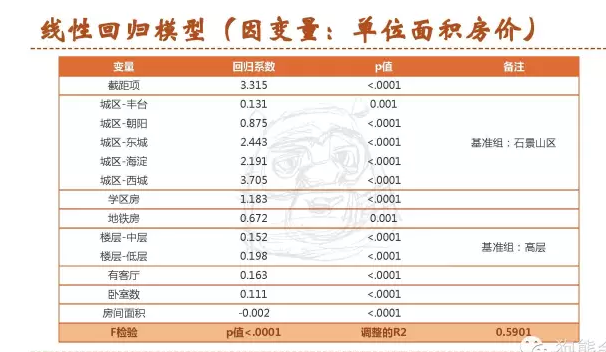 线性回归模型（因变量：单位面积房价）
变量 回归系数 p值 备注
截距项 3.315 <.0001
城区-丰台 0.131 0.001
城区-朝阳 0.875 <.0001
城区-东城 2.443 <.0001 基准组：石景山区
城区-海淀 2.191 <.0001
城区-西城 3.705 <.0001
学区房 1.183 <.0001
地铁房 0.672 0.001
楼层-中层 0.152 <.0001 基准组：高层
楼层-低层 0.198 <.0001
有客厅 0.163 <.0001
卧室数 0.111 <.0001
房间面积 -0.002 <.0001
F检验 p值<.0001 调整的R2 0.5901